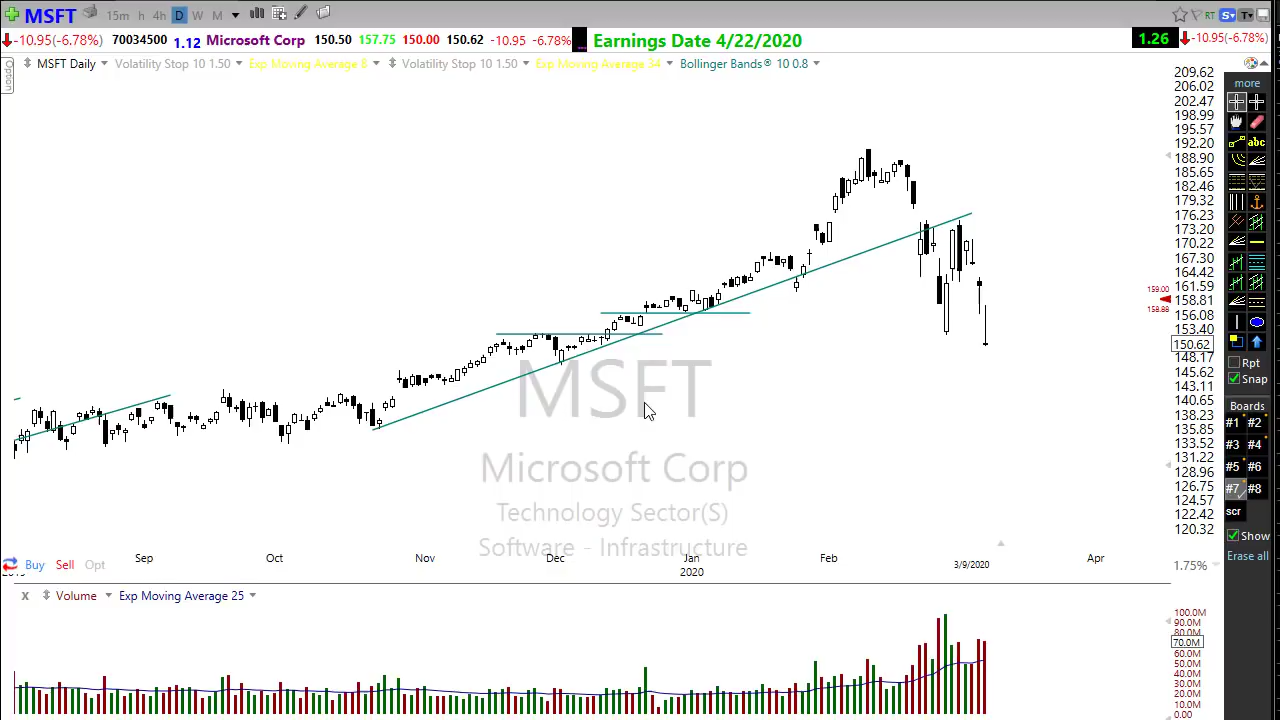 MSFT 15m h 4h D W M
-10.95(-6.78%) 70034500 1.12 Microsoft Corp 150.50 157.75 150.00 150.62 -10.95 -6.78% ... Earnings Date 4/22/2020 1.26 -10.95(-6.78%)
RT S T
Option
MSFT Daily Volatility Stop 10 1.50 Exp Moving Average 8 Volatility Stop 10 1.50 Exp Moving Average 34 Bollinger Bands® 10 0.8
209.62
206.02
202.47
198.99
195.57
192.20
188.90
185.65
182.46
179.32
176.23
173.20
170.22
167.30
164.42
161.59
158.81
156.08
153.40
150.62
148.17
145.62
143.11
140.65
138.23
135.85
133.52
131.22
128.96
126.75
124.57
122.42
120.32
159.00
158.88
MSFT
Microsoft Corp
Technology Sector(S)
Software - Infrastructure
Sep Oct Nov Dec Jan Feb Apr
2020 3/9/2020
Buy Sell Opt 1.75%
X Volume Exp Moving Average 25
100.0M
90.0M
80.0M
70.0M
60.0M
50.0M
40.0M
30.0M
20.0M
10.0M
0.00
more
abc
Rpt
Snap
Boards
#1 #2
#3 #4
#5 #6
#7 #8
scr
Show
Erase all